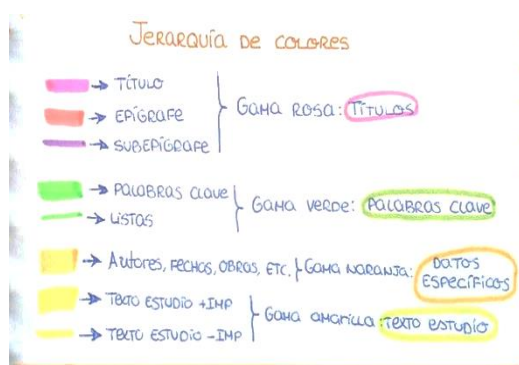 JERARQUÍA DE COLORES
→ TÍTULO
→ EPÍGRAFE
→ SUBEPÍGRAFE
GAMA ROSA: TÍTULOS
→ PALABRAS CLAVE
→ LISTAS
GAMA VERDE: PALABRAS CLAVE
→ AUTORES, FECHAS, OBRAS, ETC. GAMA NARANJA: DATOS ESPECÍFICOS
→ TEXTO ESTUDIO +IMP
→ TEXTO ESTUDIO -IMP
GAMA AMARILLA: TEXTO ESTUDIO